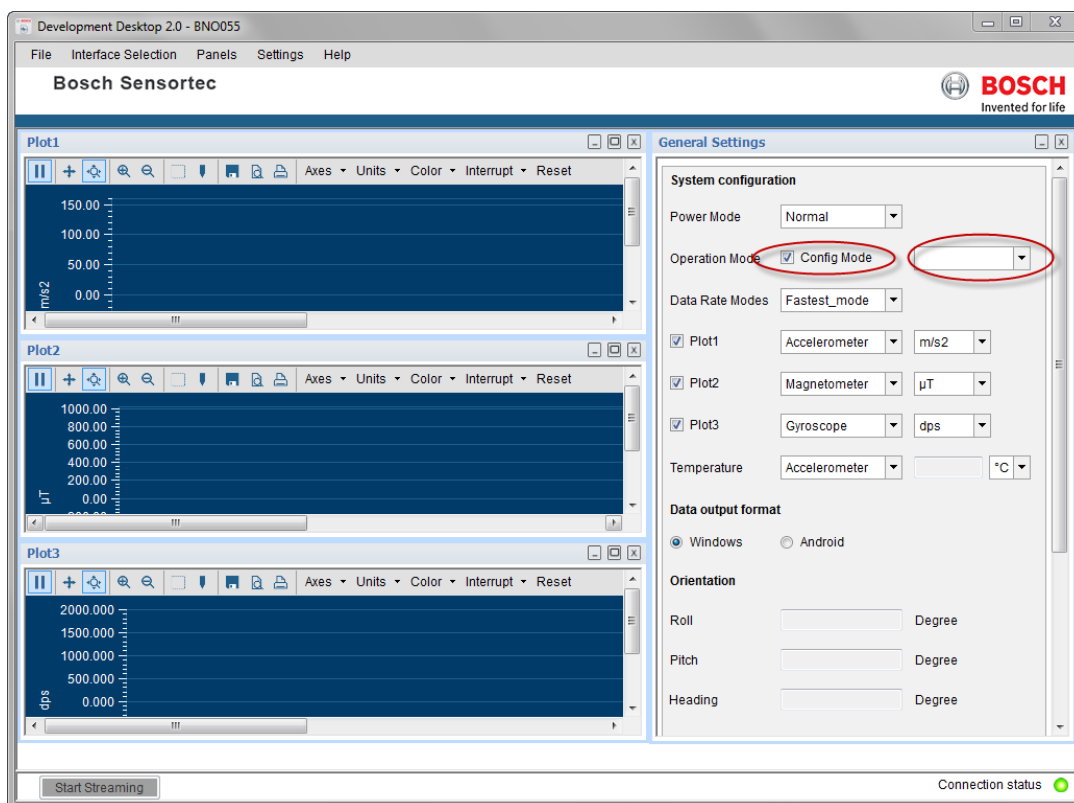 Development Desktop 2.0 - BNO055
File Interface Selection Panels Settings Help
Bosch Sensortec
BOSCH
Invented for life
Plot1
Axes Units Color Interrupt Reset
150.00
100.00
50.00
0.00
m/s2
Plot2
Axes Units Color Interrupt Reset
1000.00
800.00
600.00
400.00
200.00
0.00
µT
Plot3
Axes Units Color Interrupt Reset
2000.000
1500.000
1000.000
500.000
0.000
dps
General Settings
System configuration
Power Mode Normal
Operation Mode Config Mode
Data Rate Modes Fastest_mode
Plot1 Accelerometer m/s2
Plot2 Magnetometer µT
Plot3 Gyroscope dps
Temperature Accelerometer °C
Data output format
Windows Android
Orientation
Roll Degree
Pitch Degree
Heading Degree
Start Streaming
Connection status